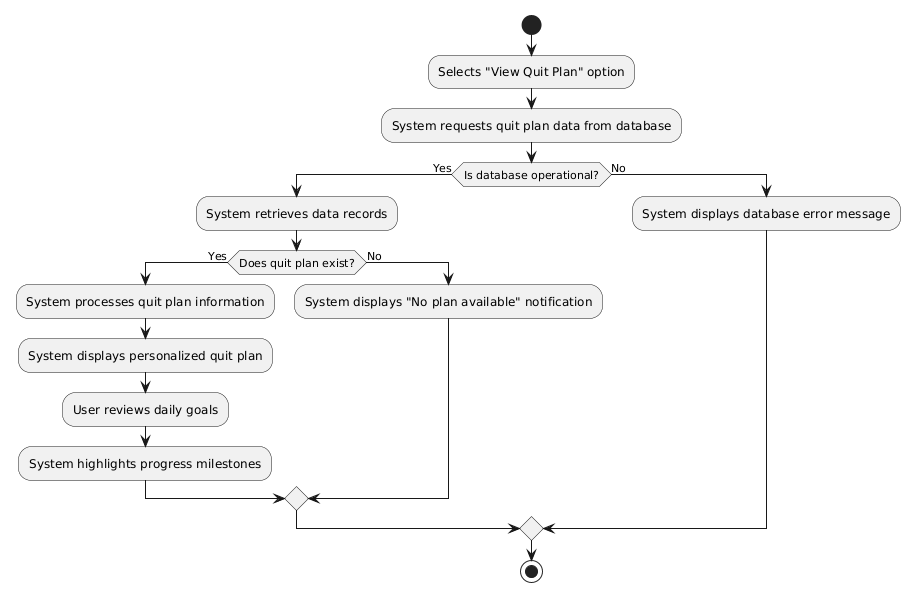 Selects "View Quit Plan" option
System requests quit plan data from database
Yes
Is database operational?
No
System retrieves data records
System displays database error message
Yes
Does quit plan exist?
No
System processes quit plan information
System displays "No plan available" notification
System displays personalized quit plan
User reviews daily goals
System highlights progress milestones